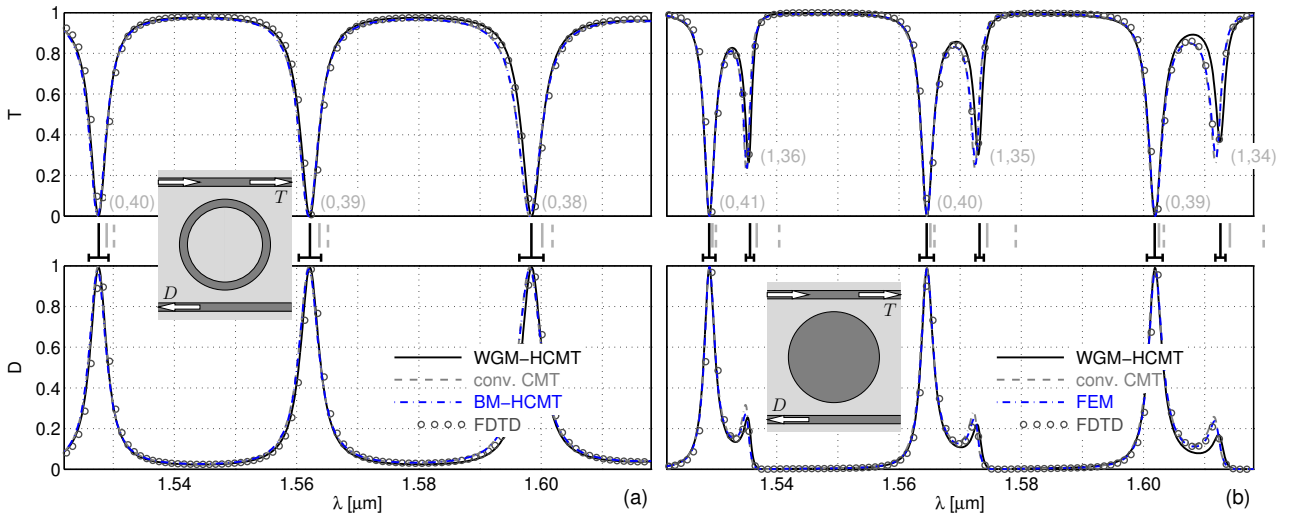 1
0.8
0.6
0.4
0.2
0
T
(0,40)
(0,39)
(0,38)
T
D
1
0.8
0.6
0.4
0.2
0
D
WGM−HCMT
conv. CMT
BM−HCMT
FDTD
1.54
1.56
1.58
1.60
λ [μm]
(a)
1
0.8
0.6
0.4
0.2
0
(0,41)
(1,36)
(0,40)
(1,35)
(0,39)
(1,34)
T
D
1
0.8
0.6
0.4
0.2
0
WGM−HCMT
conv. CMT
FEM
FDTD
1.54
1.56
1.58
1.60
λ [μm]
(b)